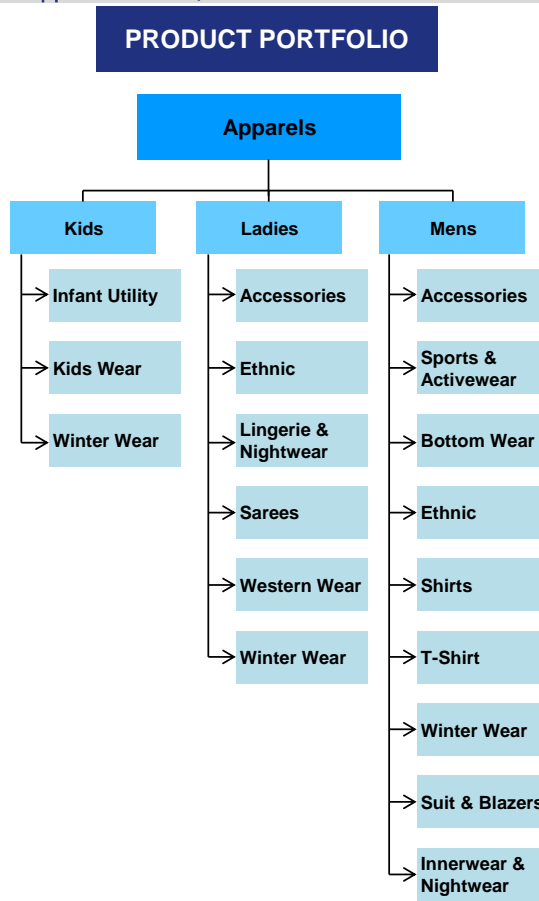 PRODUCT PORTFOLIO
Apparels
Kids
Infant Utility
Kids Wear
Winter Wear
Ladies
Accessories
Ethnic
Lingerie &
Nightwear
Sarees
Western Wear
Winter Wear
Mens
Accessories
Sports &
Activewear
Bottom Wear
Ethnic
Shirts
T-Shirt
Winter Wear
Suit & Blazers
Innerwear &
Nightwear